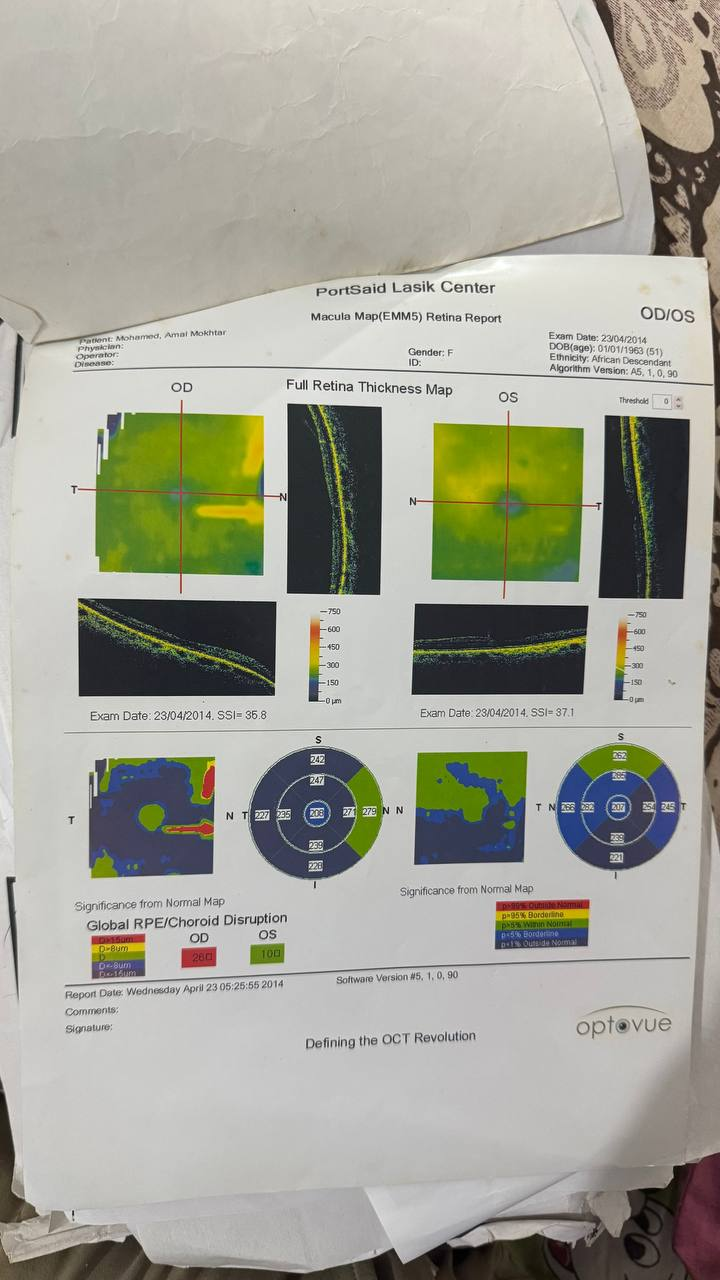 PortSaid Lasik Center
Macula Map(EMM5) Retina Report
OD/OS
Patient: Mohamed, Amal Mokhtar
Physician:
Operator:
Disease:
Gender: F
ID:
Exam Date: 23/04/2014
DOB(age): 01/01/1963 (51)
Ethnicity: African Descendant
Algorithm Version: A5, 1, 0, 90
Full Retina Thickness Map
OD
OS
Threshold 0
T
N
N
T
750
600
450
300
150
0 µm
750
600
450
300
150
0 µm
Exam Date: 23/04/2014, SSI= 35.8
Exam Date: 23/04/2014, SSI= 37.1
S
242
247
T N T 227 235 208 271 279 N
239
228
I
S
262
N T N 207 T
239
221
I
Significance from Normal Map
Significance from Normal Map
Global RPE/Choroid Disruption
OD
OS
D>15um
D>8um
D
D<-8um
D<-15um
26
10
p>99% Outside Normal
p>95% Borderline
p>5% Within Normal
p<5% Borderline
p<1% Outside Normal
Report Date: Wednesday April 23 05:25:55 2014
Software Version #5, 1, 0, 90
Comments:
Signature:
Defining the OCT Revolution
optovue